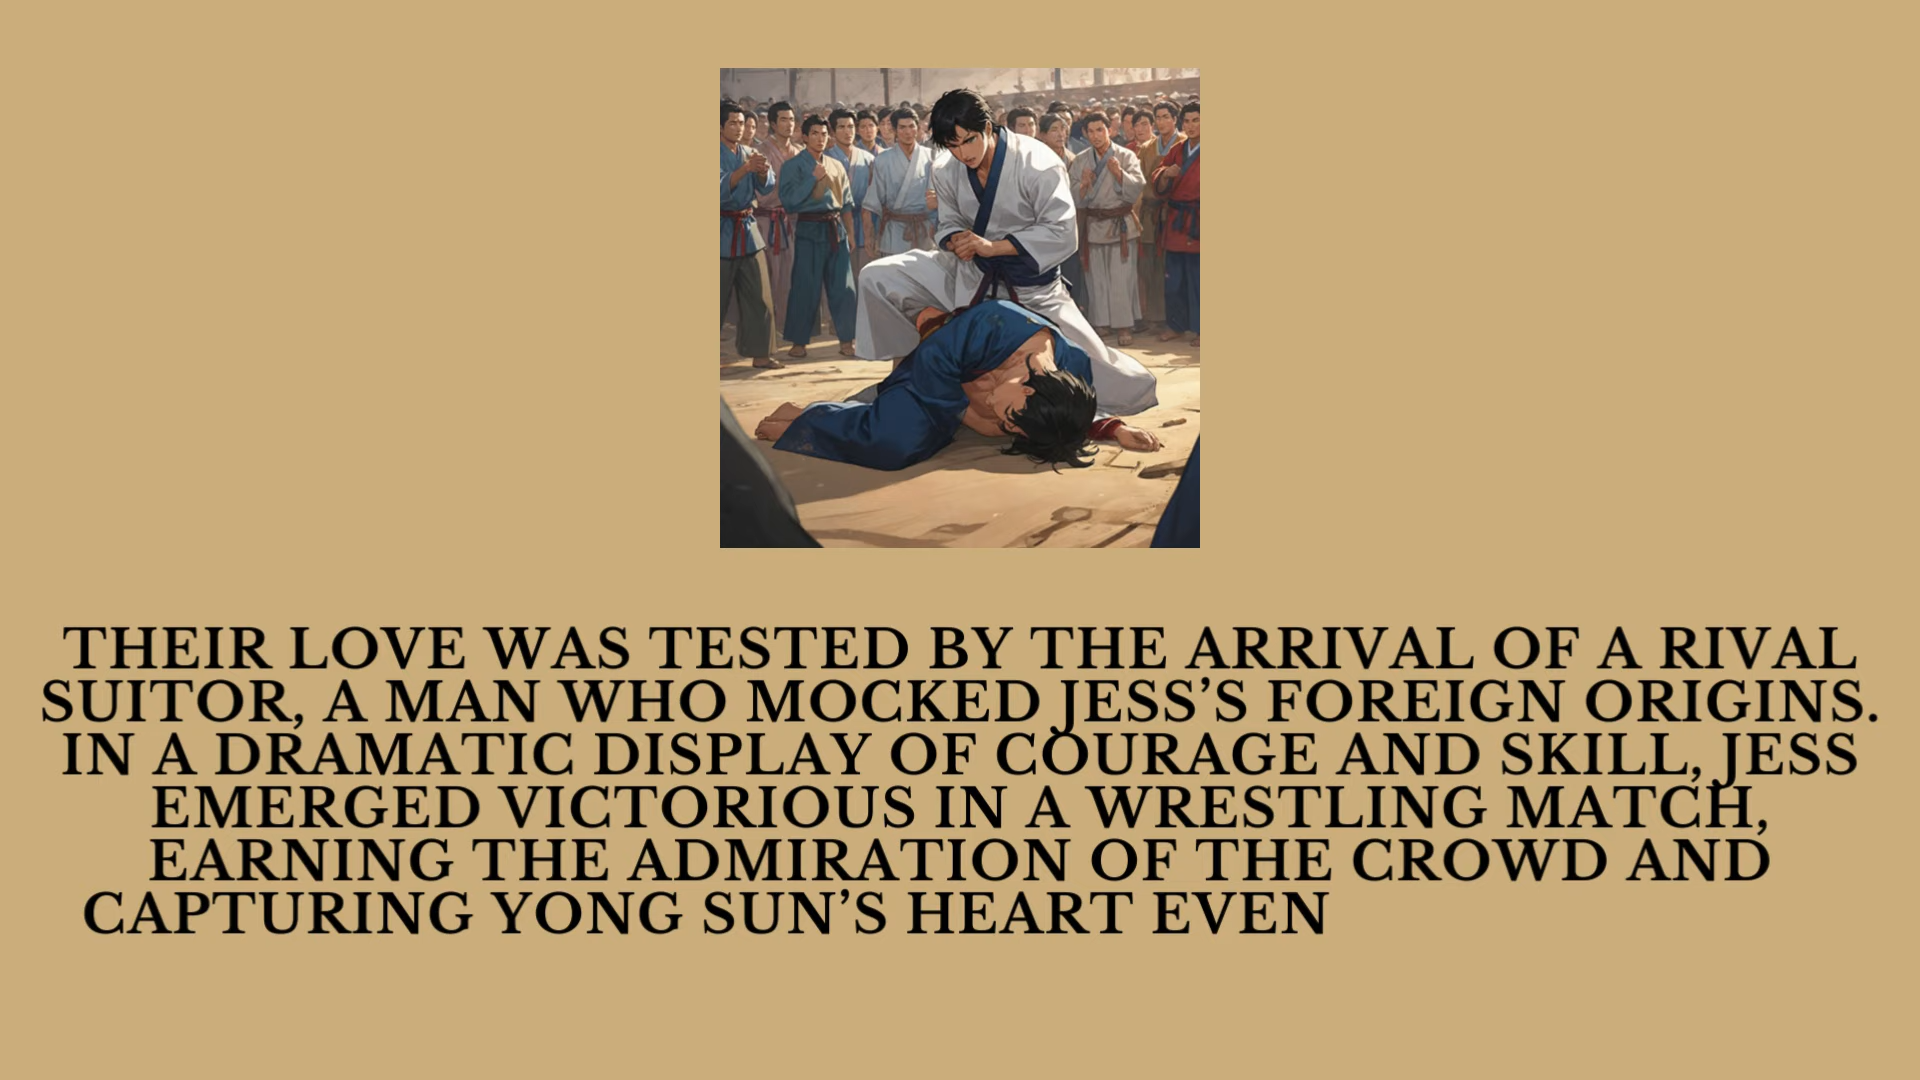 THEIR LOVE WAS TESTED BY THE ARRIVAL OF A RIVAL
SUITOR, A MAN WHO MOCKED JESS’S FOREIGN ORIGINS.
IN A DRAMATIC DISPLAY OF COURAGE AND SKILL, JESS
EMERGED VICTORIOUS IN A WRESTLING MATCH,
EARNING THE ADMIRATION OF THE CROWD AND
CAPTURING YONG SUN’S HEART EVEN